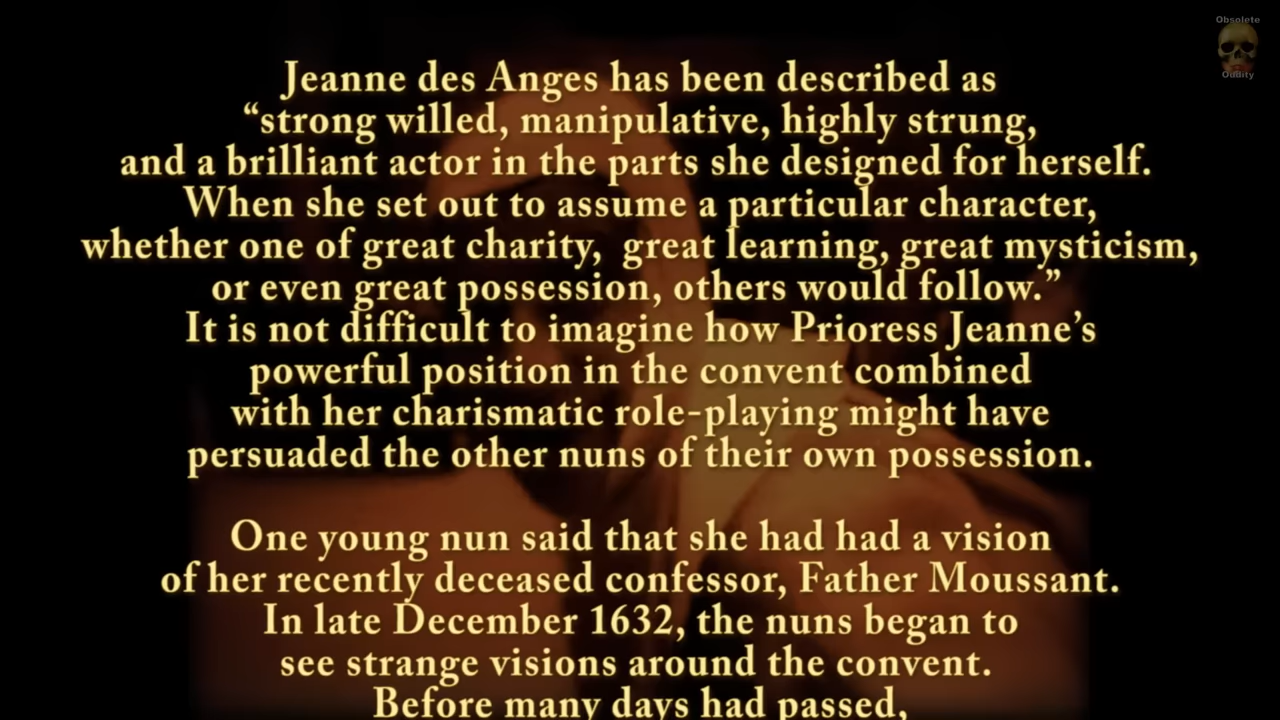 Obsolete
Oddity
Jeanne des Anges has been described as
“strong willed, manipulative, highly strung,
and a brilliant actor in the parts she designed for herself.
When she set out to assume a particular character,
whether one of great charity,  great learning, great mysticism,
or even great possession, others would follow.”
It is not difficult to imagine how Prioress Jeanne’s
powerful position in the convent combined
with her charismatic role-playing might have
persuaded the other nuns of their own possession.
One young nun said that she had had a vision
of her recently deceased confessor, Father Moussant.
In late December 1632, the nuns began to
see strange visions around the convent.
Before many days had passed,